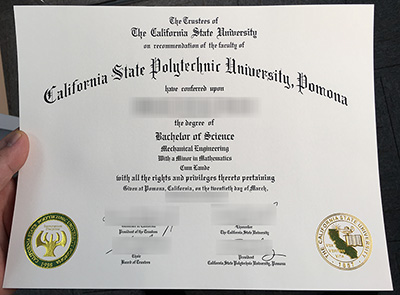 The Trustees of
The California State University
on recommendation of the faculty of
California State Polytechnic University, Pomona
have conferred upon
the degree of
Bachelor of Science
Mechanical Engineering
With a Minor in Mathematics
Cum Laude
with all the rights and privileges thereto pertaining
Given at Pomona, California, on the twentieth day of March,
President of the Trustees
Chancellor
The California State University
Chair
Board of Trustees
President
California State Polytechnic University, Pomona
THE CALIFORNIA STATE UNIVERSITY